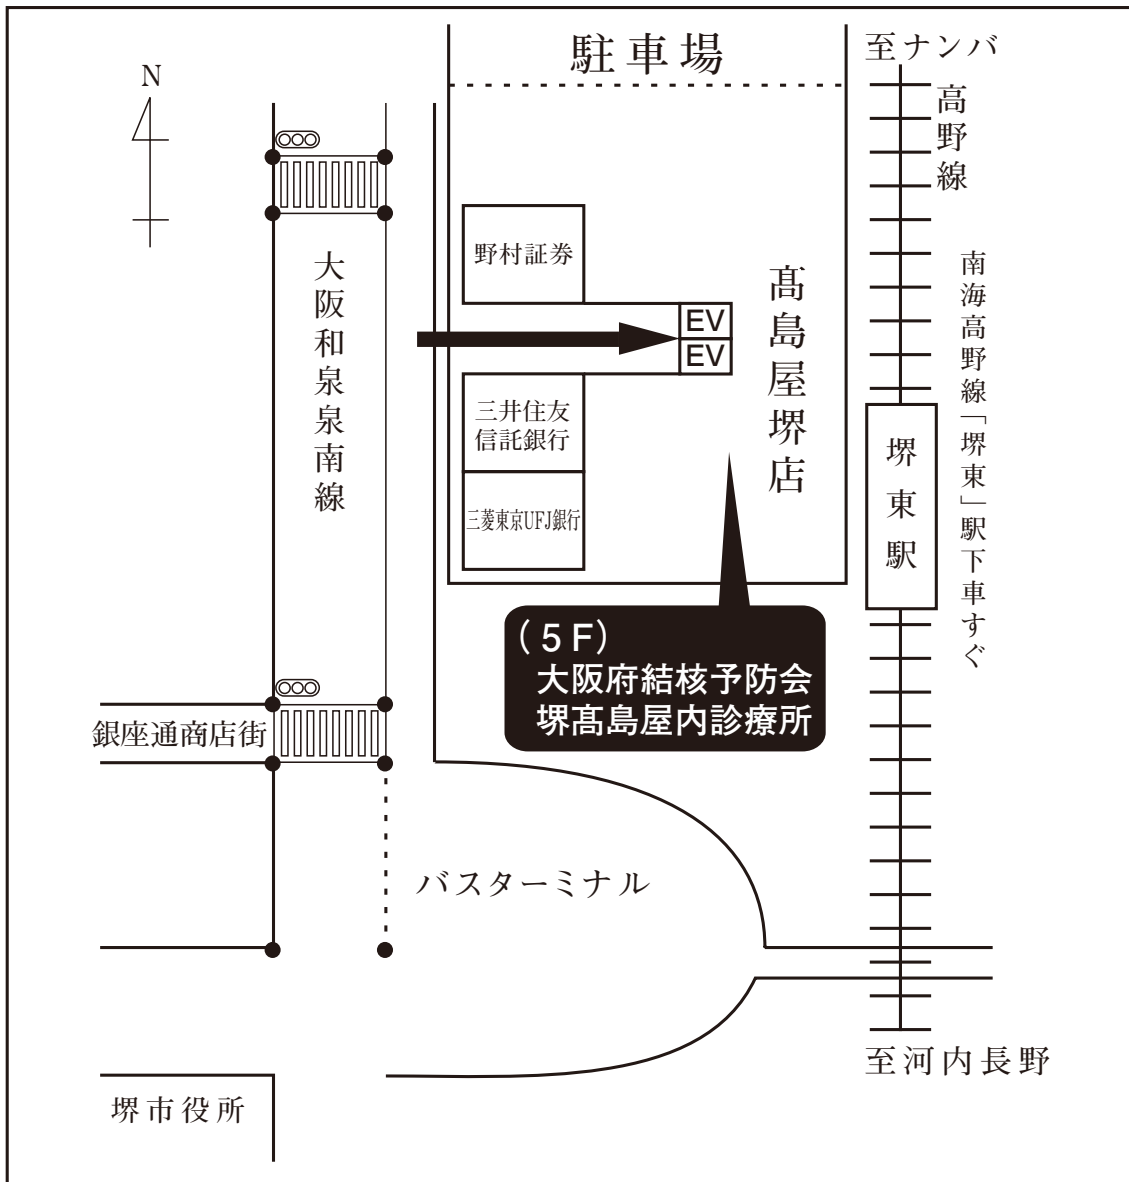 駐車場
至ナンバ
N
高野線
野村証券
大阪和泉泉南線
髙島屋堺店
南海高野線「堺東」駅下車すぐ
EV
EV
三井住友
信託銀行
堺東駅
三菱東京UFJ銀行
(5F)
大阪府結核予防会
堺髙島屋内診療所
銀座通商店街
バスターミナル
至河内長野
堺市役所